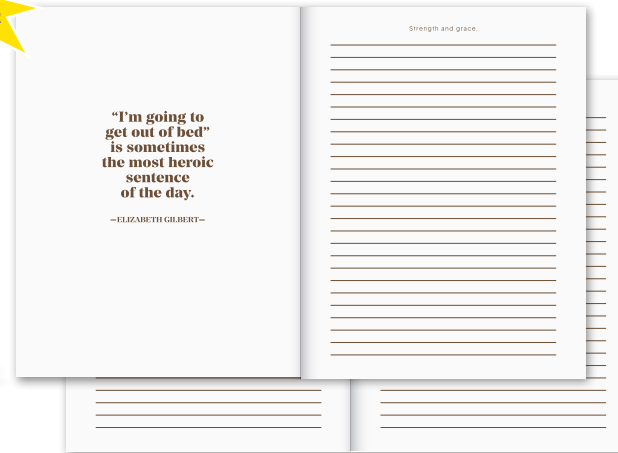 “I’m going to
get out of bed”
is sometimes
the most heroic
sentence
of the day.
—ELIZABETH GILBERT—
Strength and grace.